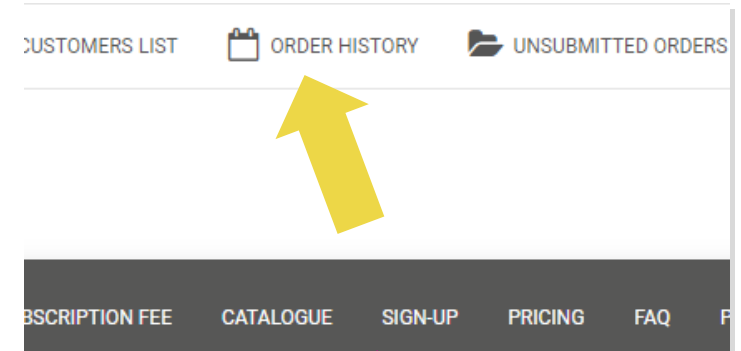 CUSTOMERS LIST ORDER HISTORY UNSUBMITTED ORDERS
BSCRIPTION FEE CATALOGUE SIGN-UP PRICING FAQ P